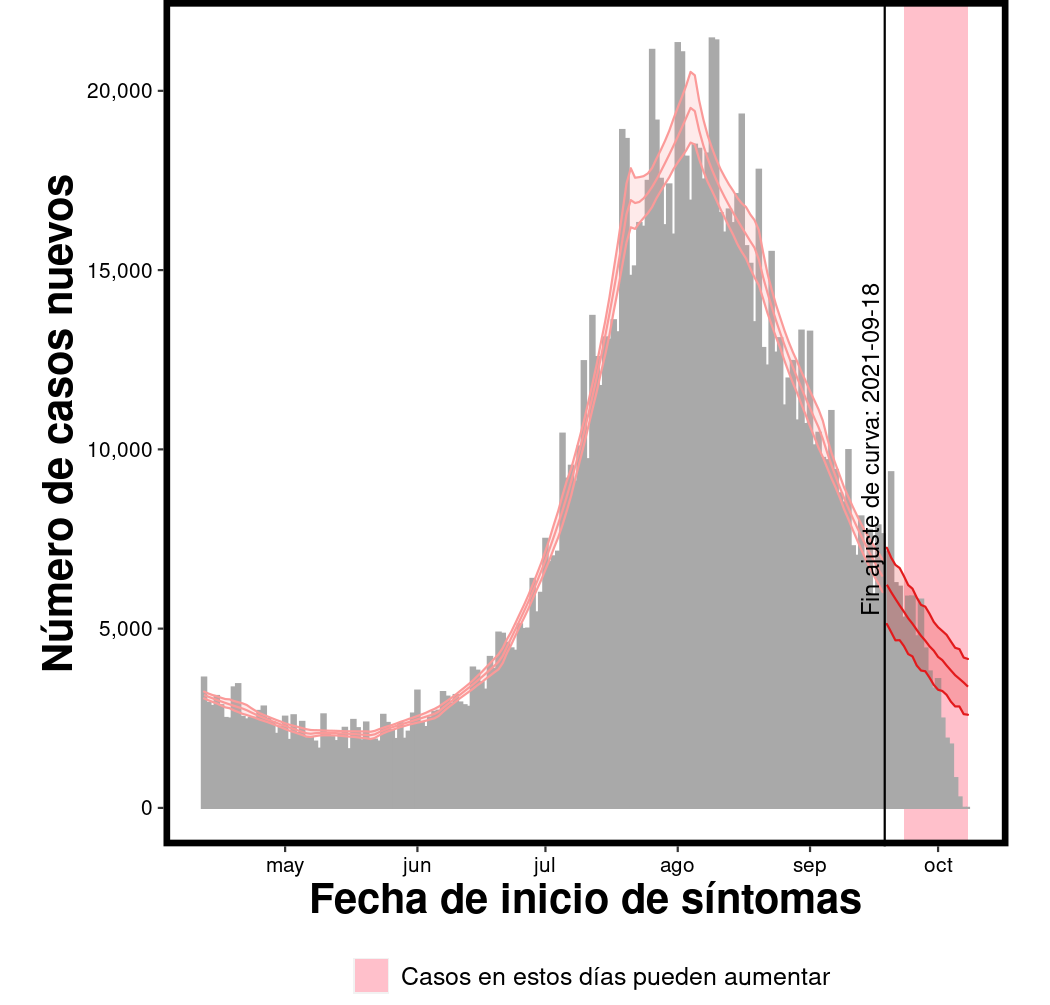 Número de casos nuevos
20,000
15,000
10,000
5,000
0
Fin ajuste de curva: 2021-09-18
may
jun
jul
ago
sep
oct
Fecha de inicio de síntomas
Casos en estos días pueden aumentar